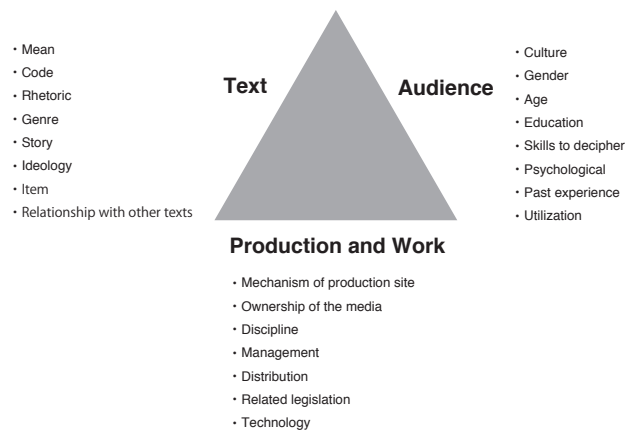 Text
・Mean
・Code
・Rhetoric
・Genre
・Story
・Ideology
・Item
・Relationship with other texts
Audience
・Culture
・Gender
・Age
・Education
・Skills to decipher
・Psychological
・Past experience
・Utilization
Production and Work
・Mechanism of production site
・Ownership of the media
・Discipline
・Management
・Distribution
・Related legislation
・Technology